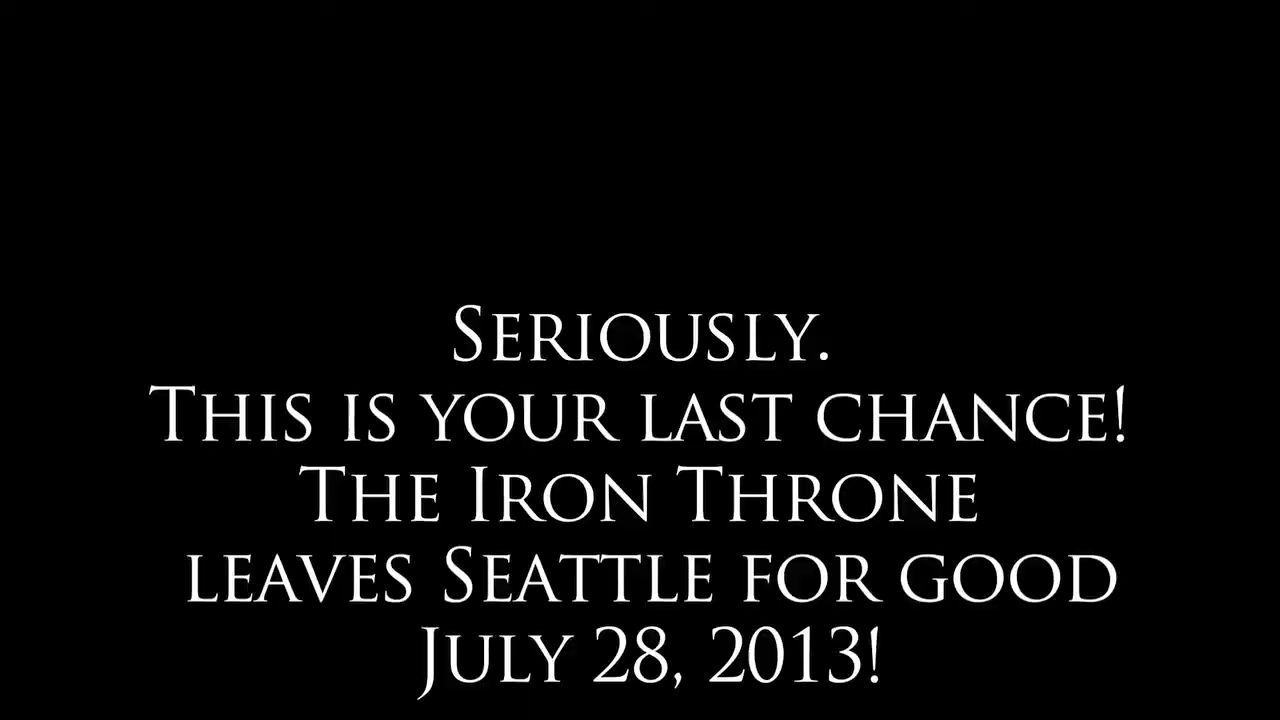 Seriously.
This is your last chance!
The Iron Throne
leaves Seattle for good
July 28, 2013!